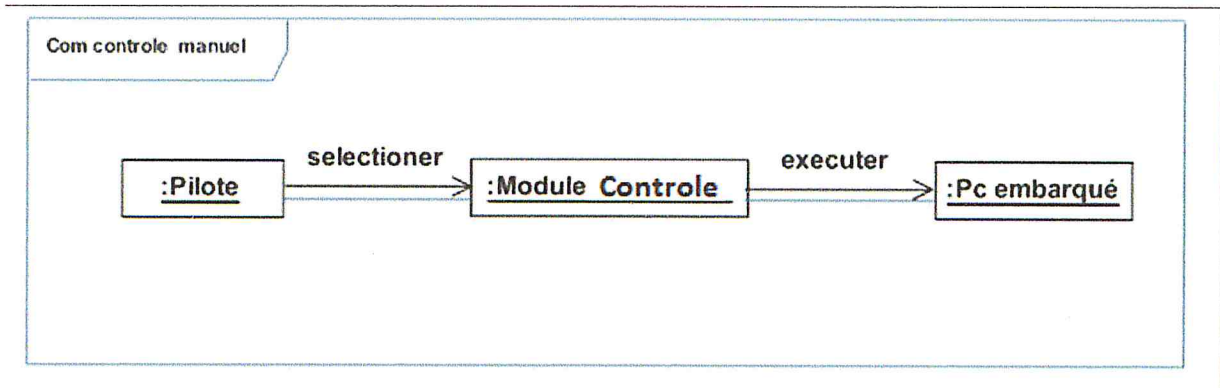 Com controle manuel
selectioner
executer
:Pilote
:Module Controle
:Pc embarqué